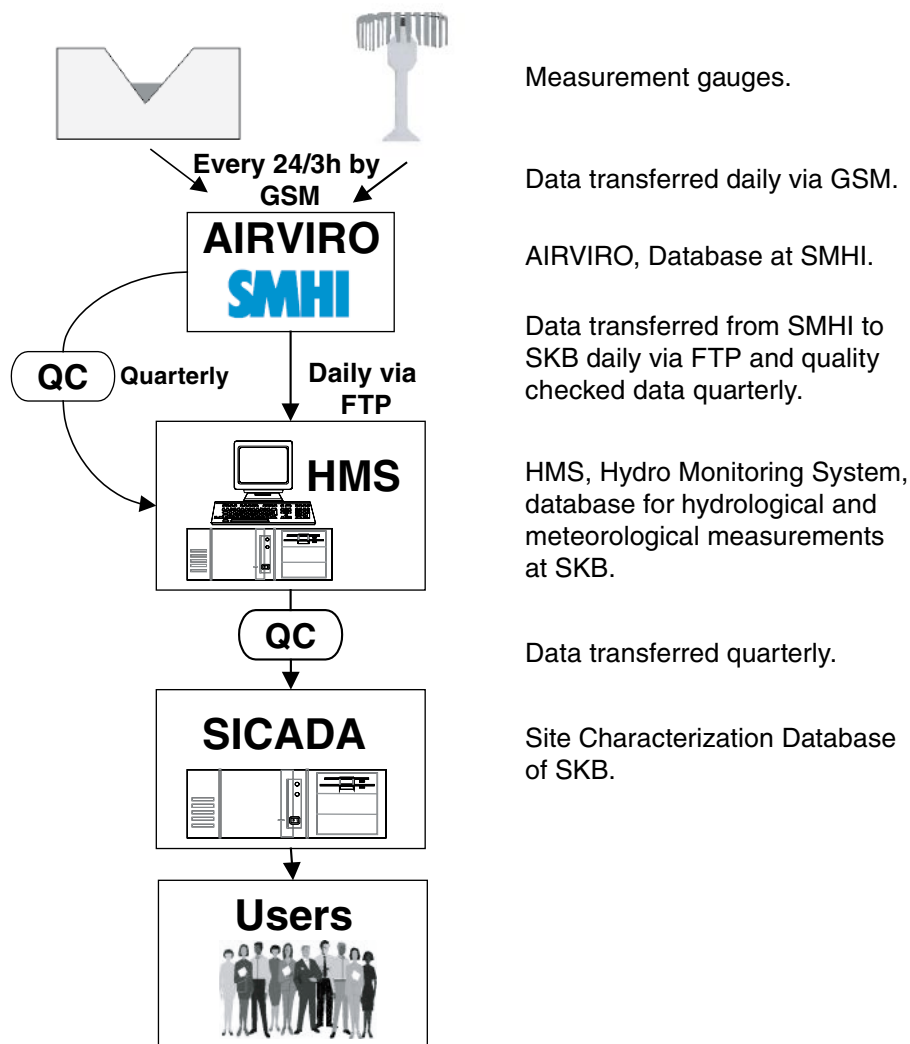 Measurement gauges.
Every 24/3h by
GSM
Data transferred daily via GSM.
AIRVIRO
SMHI
AIRVIRO, Database at SMHI.
QC
Quarterly
Daily via
FTP
Data transferred from SMHI to
SKB daily via FTP and quality
checked data quarterly.
HMS
HMS, Hydro Monitoring System,
database for hydrological and
meteorological measurements
at SKB.
QC
Data transferred quarterly.
SICADA
Site Characterization Database
of SKB.
Users